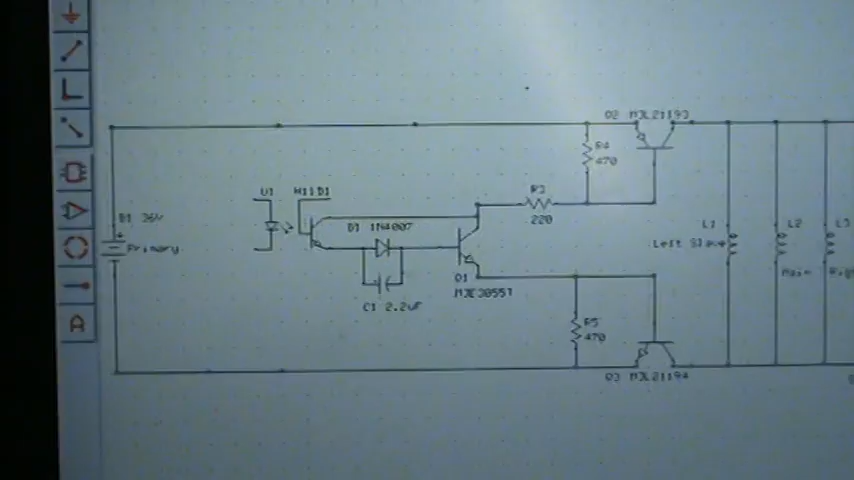 Q2 MJL21193
R4
470
U1 H11D1
R3
B1 36V
D1 1N4007
220
L1
L2
L3
Primary
Left Slave
Q1
Main
MJE3055T
C1 2.2uF
R5
470
Q3 MJL21194
A